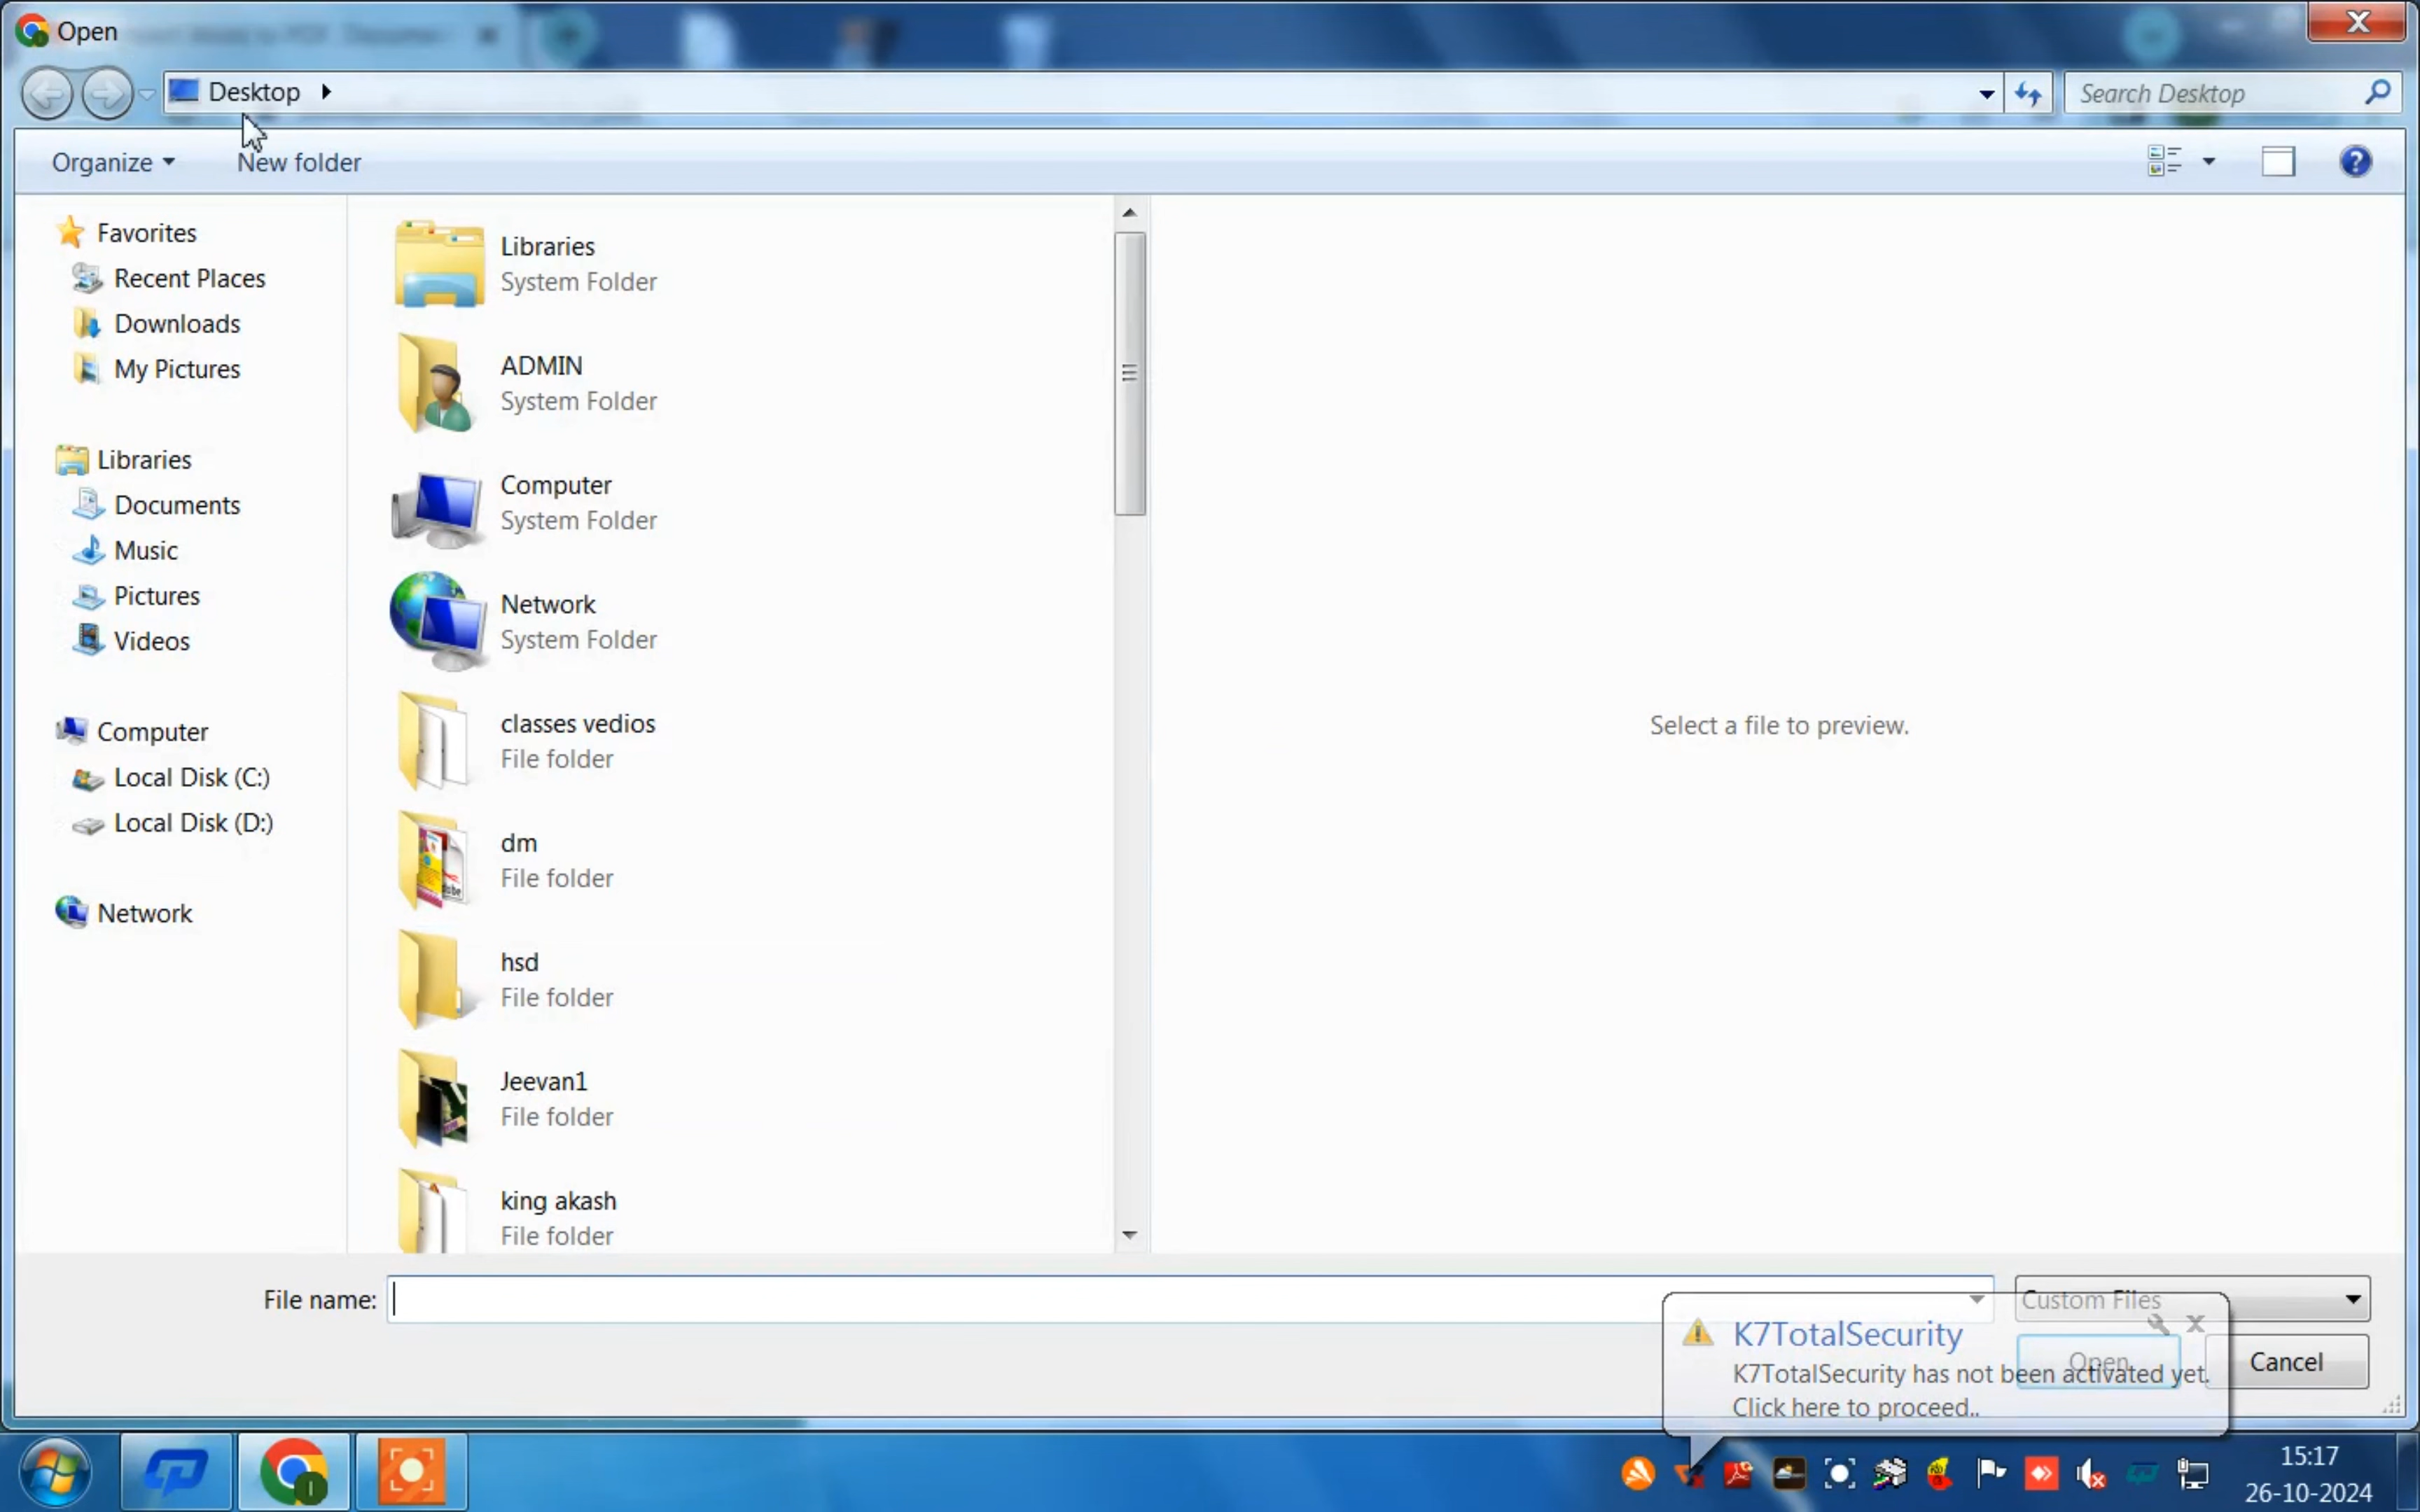 Open
Desktop
Search Desktop
Organize
New folder
Favorites
Recent Places
Downloads
My Pictures
Libraries
Documents
Music
Pictures
Videos
Computer
Local Disk (C:)
Local Disk (D:)
Network
Libraries
System Folder
ADMIN
System Folder
Computer
System Folder
Network
System Folder
classes vedios
File folder
dm
File folder
hsd
File folder
Jeevan1
File folder
king akash
File folder
Select a file to preview.
File name:
Custom Files
Open
Cancel
K7TotalSecurity
K7TotalSecurity has not been activated yet.
Click here to proceed..
15:17
26-10-2024